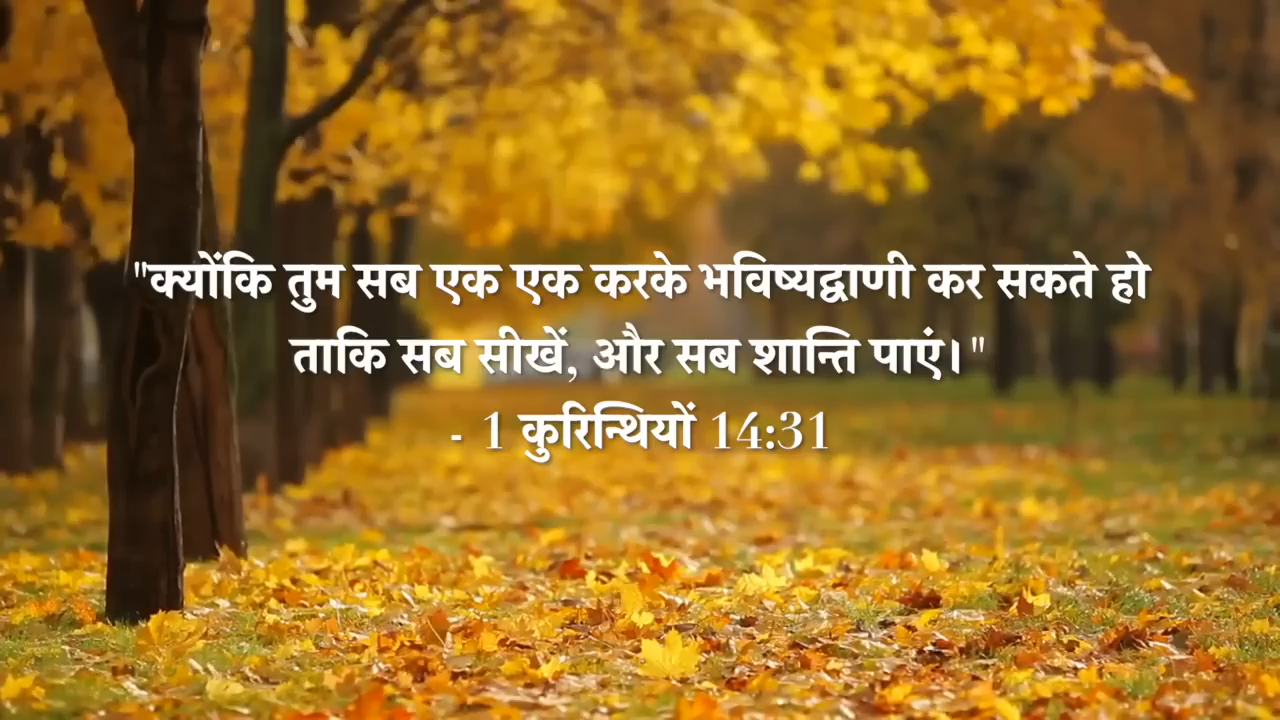 "क्योंकि तुम सब एक एक करके भविष्यद्वाणी कर सकते हो
ताकि सब सीखें, और सब शान्ति पाएं।"
- 1 कुरिन्थियों 14:31